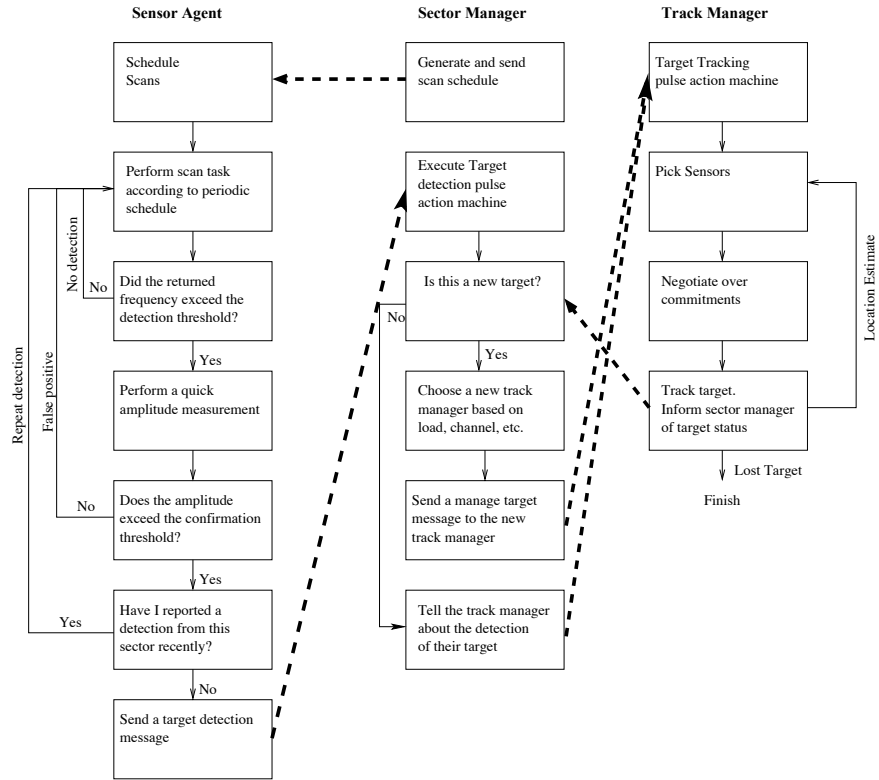 Sensor Agent
Sector Manager
Track Manager
Schedule
Scans
Generate and send
scan schedule
Target Tracking
pulse action machine
Perform scan task
according to periodic
schedule
Execute Target
detection pulse
action machine
Pick Sensors
No detection
No
Did the returned
frequency exceed the
detection threshold?
Is this a new target?
No
Negotiate over
commitments
Location Estimate
Yes
Yes
Repeat detection
False positive
Perform a quick
amplitude measurement
Choose a new track
manager based on
load, channel, etc.
Track target.
Inform sector manager
of target status
Lost Target
Finish
No
Does the amplitude
exceed the confirmation
threshold?
Send a manage target
message to the new
track manager
Yes
Yes
Have I reported a
detection from this
sector recently?
Tell the track manager
about the detection
of their target
No
Send a target detection
message